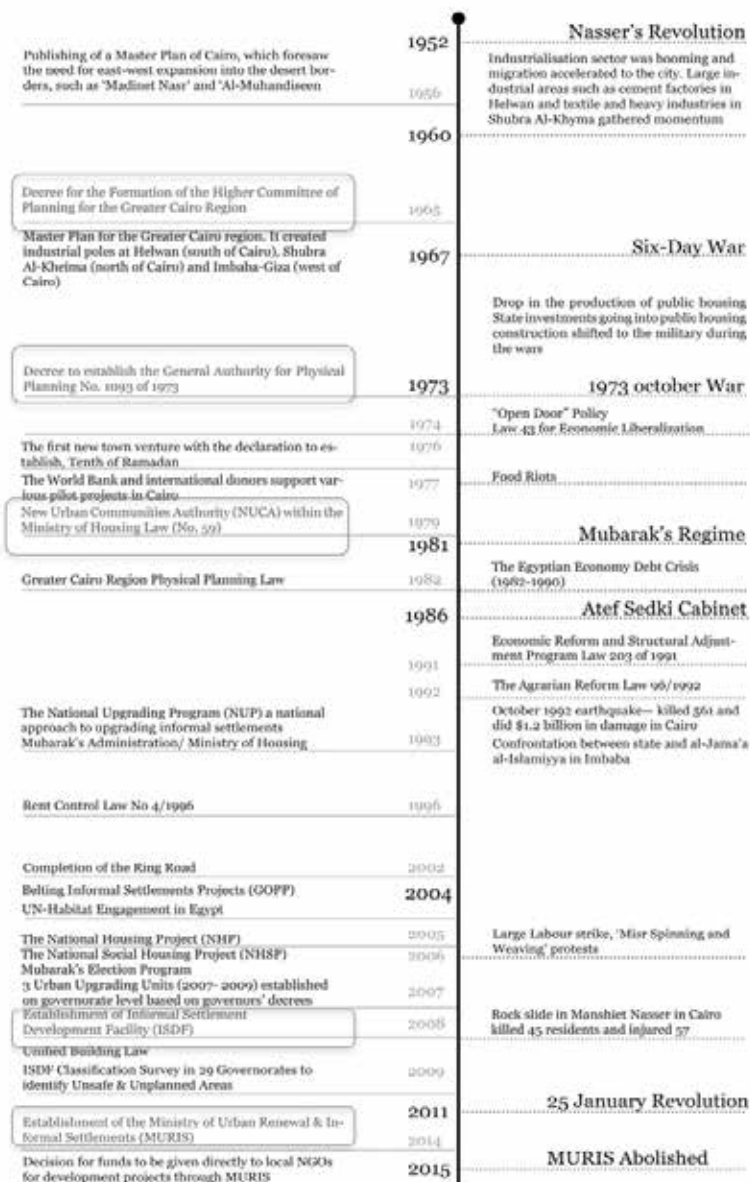 Nasser's Revolution
1952
Publishing of a Master Plan of Cairo, which foresaw
the need for east-west expansion into the desert bor-
ders, such as 'Madinet Nasr' and 'Al-Muhandiseen
1956
Industrialisation sector was booming and
migration accelerated to the city. Large in-
dustrial areas such as cement factories in
Helwan and textile and heavy industries in
Shubra Al-Khyma gathered momentum
1960
Decree for the Formation of the Higher Committee of
Planning for the Greater Cairo Region
1965
Master Plan for the Greater Cairo region. It created
industrial poles at Helwan (south of Cairo), Shubra
Al-Kheima (north of Cairo) and Imbaba-Giza (west of
Cairo)
1967
Six-Day War
Drop in the production of public housing
State investments going into public housing
construction shifted to the military during
the wars
Decree to establish the General Authority for Physical
Planning No. 1093 of 1973
1973
1973 october War
1974
"Open Door" Policy
Law 43 for Economic Liberalization
The first new town venture with the declaration to es-
tablish, Tenth of Ramadan
1976
The World Bank and international donors support var-
ious pilot projects in Cairo
1977
Food Riots
New Urban Communities Authority (NUCA) within the
Ministry of Housing Law (No. 59)
1979
1981
Mubarak's Regime
Greater Cairo Region Physical Planning Law
1982
The Egyptian Economy Debt Crisis
(1982-1990)
1986
Atef Sedki Cabinet
1991
Economic Reform and Structural Adjust-
ment Program Law 203 of 1991
1992
The Agrarian Reform Law 96/1992
October 1992 earthquake— killed 561 and
did $1.2 billion in damage in Cairo
Confrontation between state and al-Jama'a
al-Islamiyya in Imbaba
The National Upgrading Program (NUP) a national
approach to upgrading informal settlements
Mubarak's Administration/ Ministry of Housing
1993
Rent Control Law No 4/1996
1996
Completion of the Ring Road
2002
Belting Informal Settlements Projects (GOPP)
UN-Habitat Engagement in Egypt
2004
The National Housing Project (NHP)
2005
The National Social Housing Project (NHSP)
Mubarak's Election Program
2006
Large Labour strike, 'Misr Spinning and
Weaving' protests
3 Urban Upgrading Units (2007- 2009) established
on governorate level based on governors' decrees
2007
Establishment of Informal Settlement
Development Facility (ISDF)
2008
Rock slide in Manshiet Nasser in Cairo
killed 45 residents and injured 57
Unified Building Law
ISDF Classification Survey in 29 Governorates to
identify Unsafe & Unplanned Areas
2009
2011
25 January Revolution
Establishment of the Ministry of Urban Renewal & In-
formal Settlements (MURIS)
2014
Decision for funds to be given directly to local NGOs
for development projects through MURIS
2015
MURIS Abolished